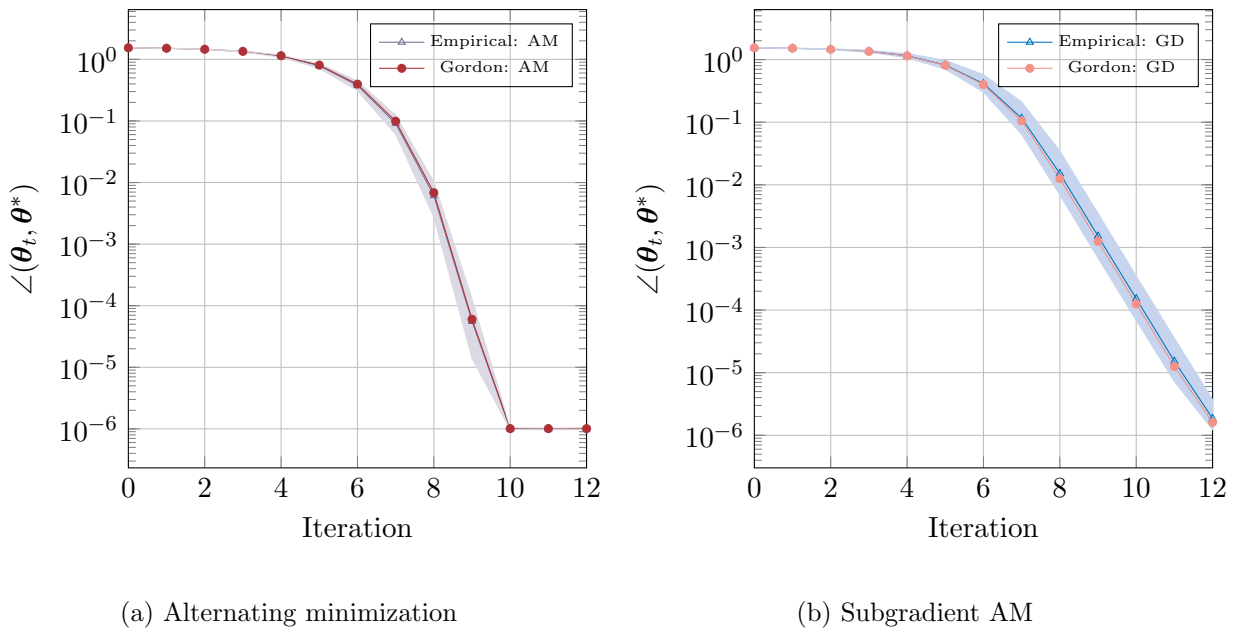 Empirical: AM
Gordon: AM
10^0
10^{-1}
10^{-2}
10^{-3}
10^{-4}
10^{-5}
10^{-6}
∠(θ_t, θ*)
0 2 4 6 8 10 12
Iteration
(a) Alternating minimization
Empirical: GD
Gordon: GD
10^0
10^{-1}
10^{-2}
10^{-3}
10^{-4}
10^{-5}
10^{-6}
∠(θ_t, θ*)
0 2 4 6 8 10 12
Iteration
(b) Subgradient AM